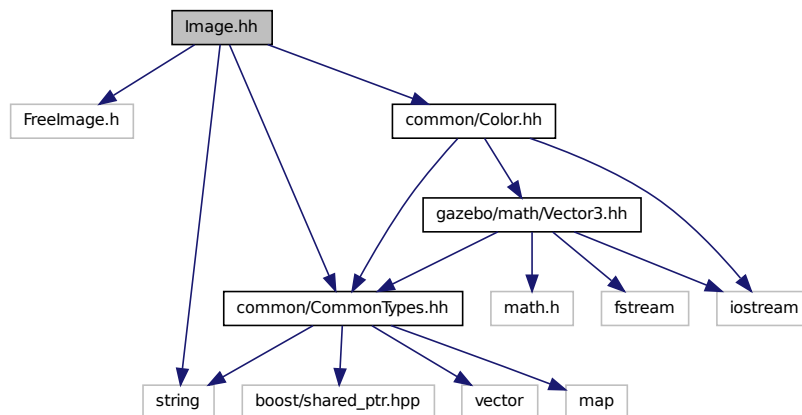 Image.hh
FreeImage.h
common/Color.hh
gazebo/math/Vector3.hh
common/CommonTypes.hh
math.h
fstream
iostream
string
boost/shared_ptr.hpp
vector
map